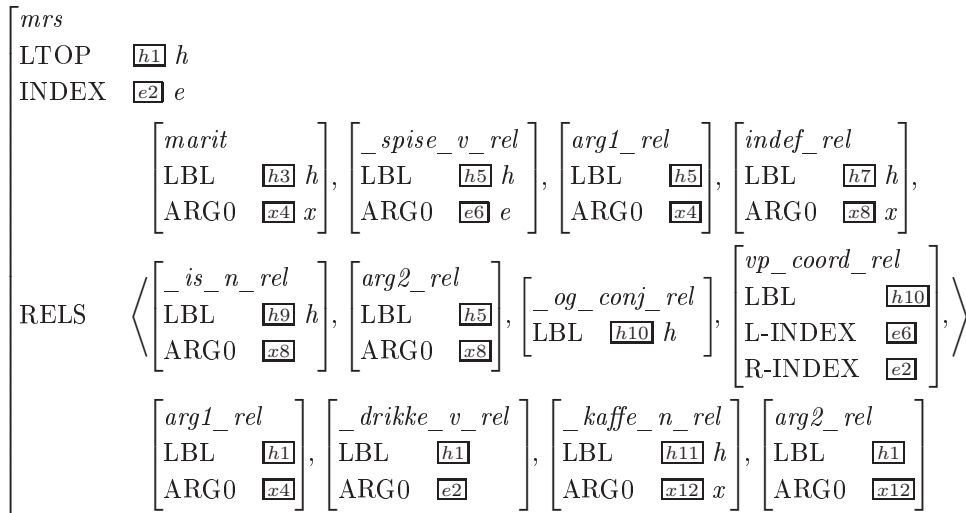 mrs
LTOP h1 h
INDEX e2 e
marit _spise_v_rel arg1_rel indef_rel
LBL h3 h , LBL h5 h , LBL h5 , LBL h7 h ,
ARG0 x4 x ARG0 e6 e ARG0 x4 ARG0 x8 x
_is_n_rel arg2_rel _og_conj_rel vp_coord_rel
RELS ⟨ LBL h9 h , LBL h5 , LBL h10 h , LBL h10 , ⟩
ARG0 x8 ARG0 x8 L-INDEX e6
R-INDEX e2
arg1_rel _drikke_v_rel _kaffe_n_rel arg2_rel
LBL h1 , LBL h1 , LBL h11 h , LBL h1
ARG0 x4 ARG0 e2 ARG0 x12 x ARG0 x12